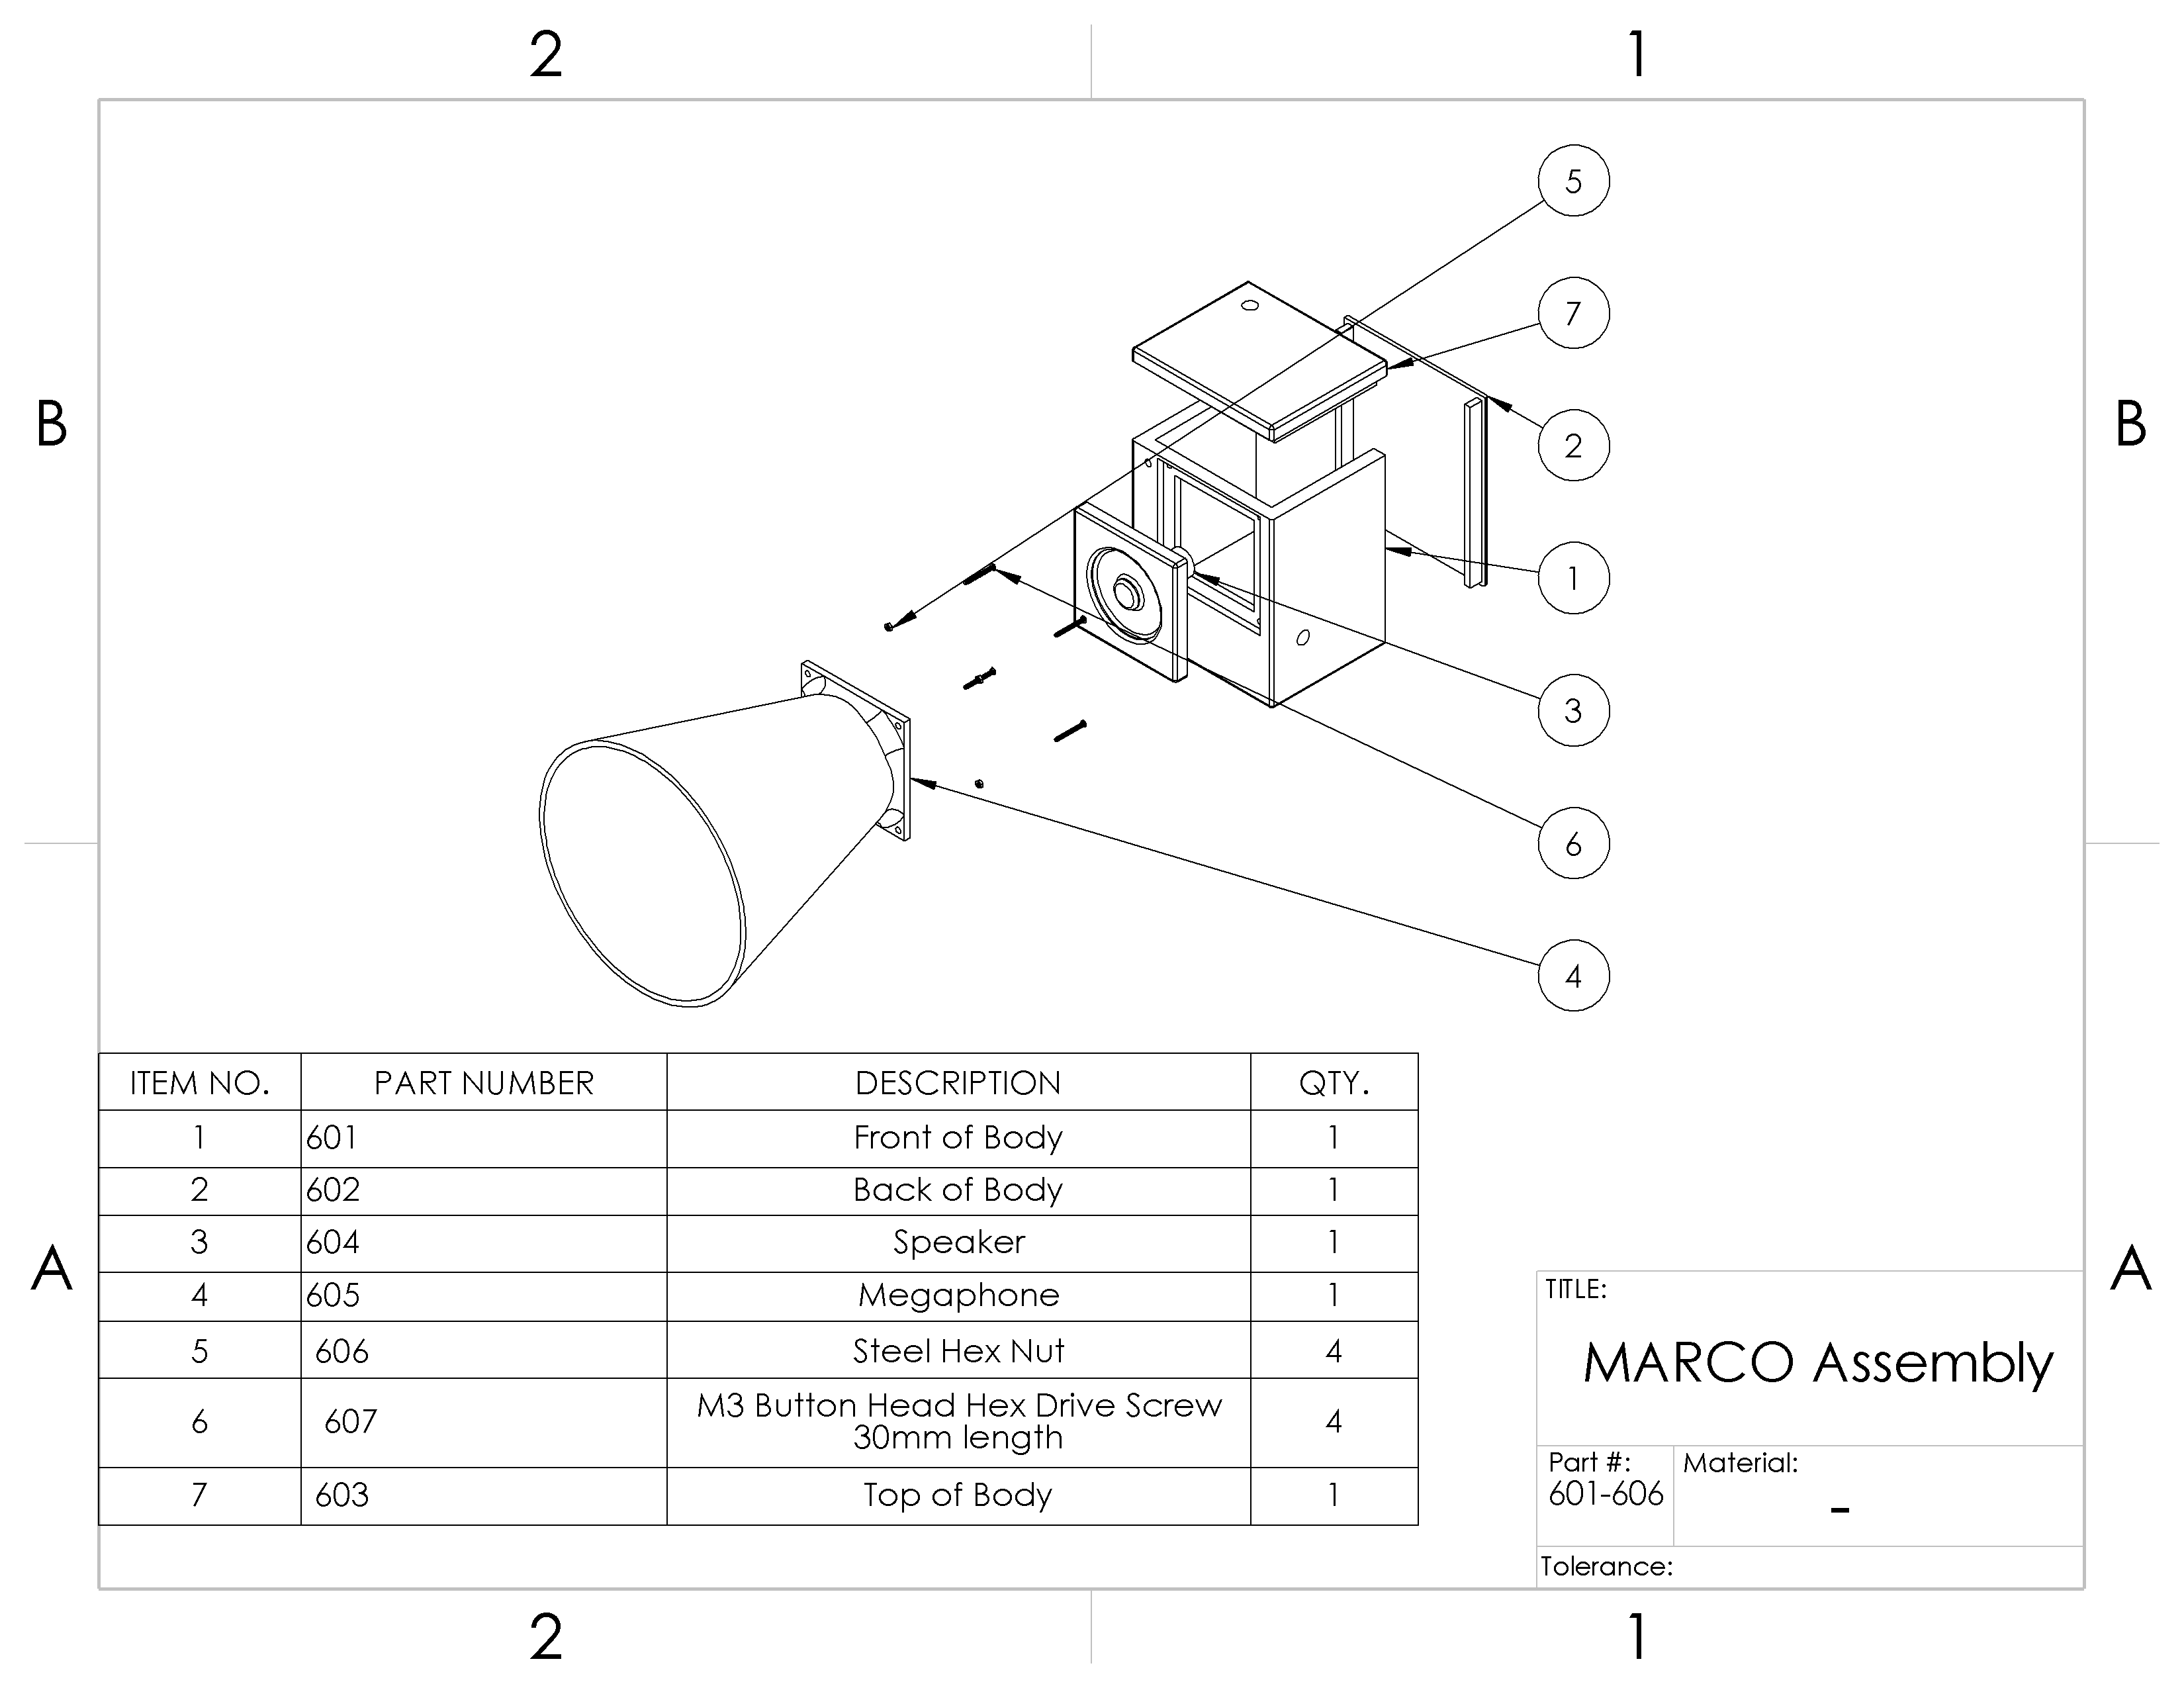 2 1
5
7
B B
2
1
3
6
4
ITEM NO. PART NUMBER DESCRIPTION QTY.
1 601 Front of Body 1
2 602 Back of Body 1
3 604 Speaker 1
4 605 Megaphone 1
5 606 Steel Hex Nut 4
6 607 M3 Button Head Hex Drive Screw
30mm length 4
7 603 Top of Body 1
A A
TITLE:
MARCO Assembly
Part #: Material:
601-606 -
Tolerance:
2 1